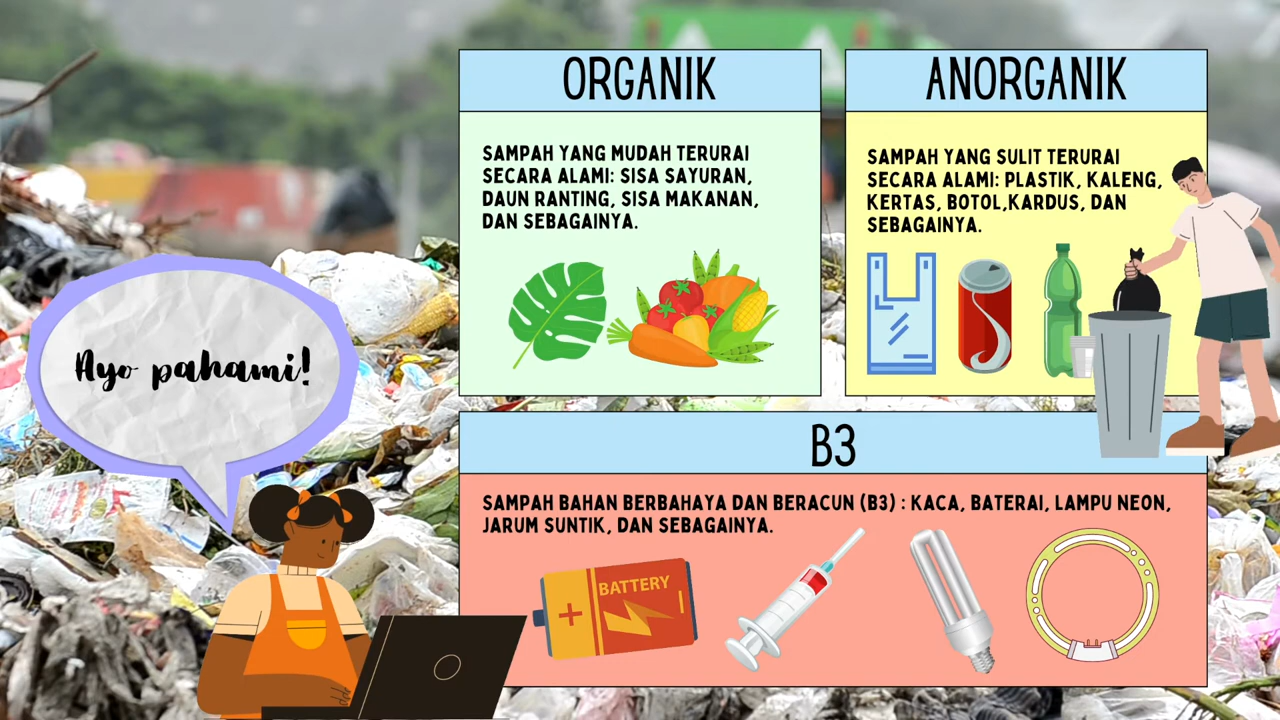 ORGANIK
SAMPAH YANG MUDAH TERURAI
SECARA ALAMI: SISA SAYURAN,
DAUN RANTING, SISA MAKANAN,
DAN SEBAGAINYA.
ANORGANIK
SAMPAH YANG SULIT TERURAI
SECARA ALAMI: PLASTIK, KALENG,
KERTAS, BOTOL,KARDUS, DAN
SEBAGAINYA.
Ayo pahami!
B3
SAMPAH BAHAN BERBAHAYA DAN BERACUN (B3) : KACA, BATERAI, LAMPU NEON,
JARUM SUNTIK, DAN SEBAGAINYA.
BATTERY